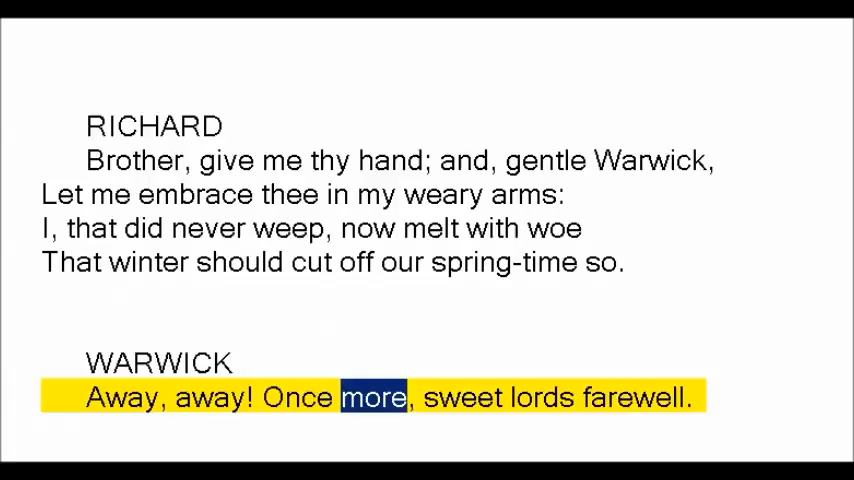 RICHARD
Brother, give me thy hand; and, gentle Warwick,
Let me embrace thee in my weary arms:
I, that did never weep, now melt with woe
That winter should cut off our spring-time so.
WARWICK
Away, away! Once more, sweet lords farewell.